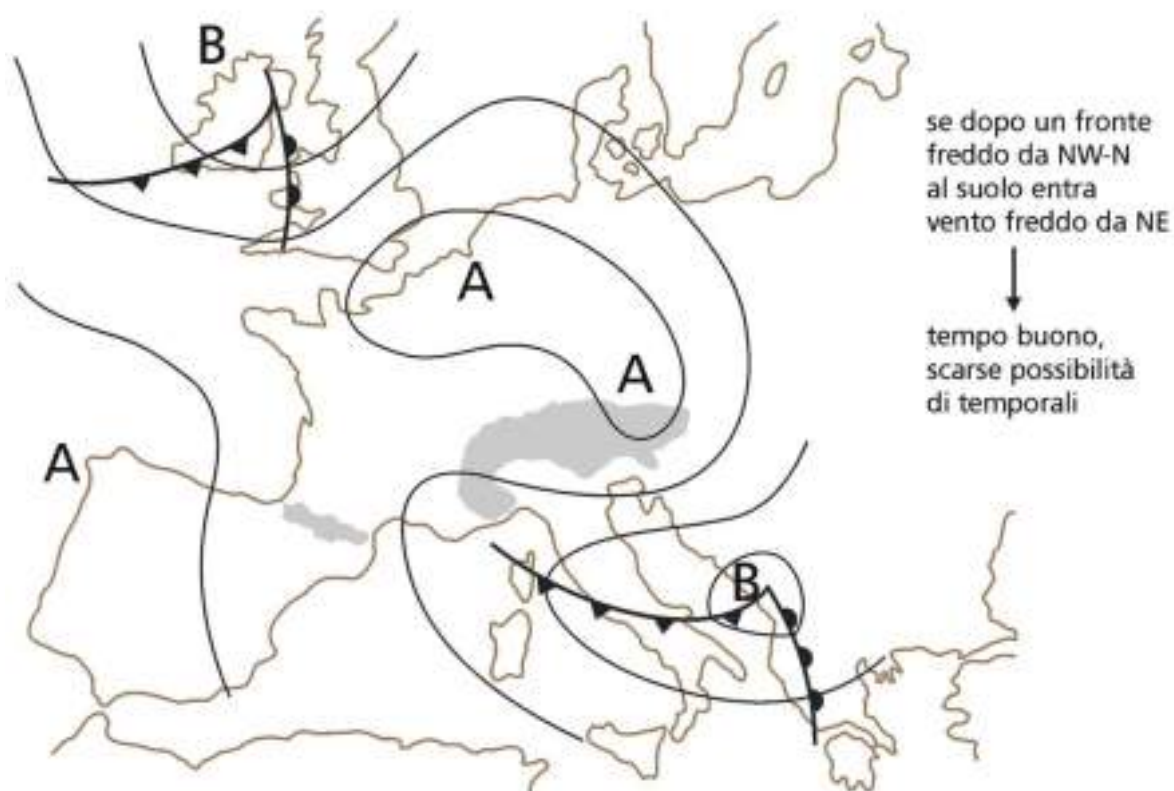 B
se dopo un fronte
freddo da NW-N
al suolo entra
vento freddo da NE
A
tempo buono,
scarse possibilità
di temporali
A
A
B